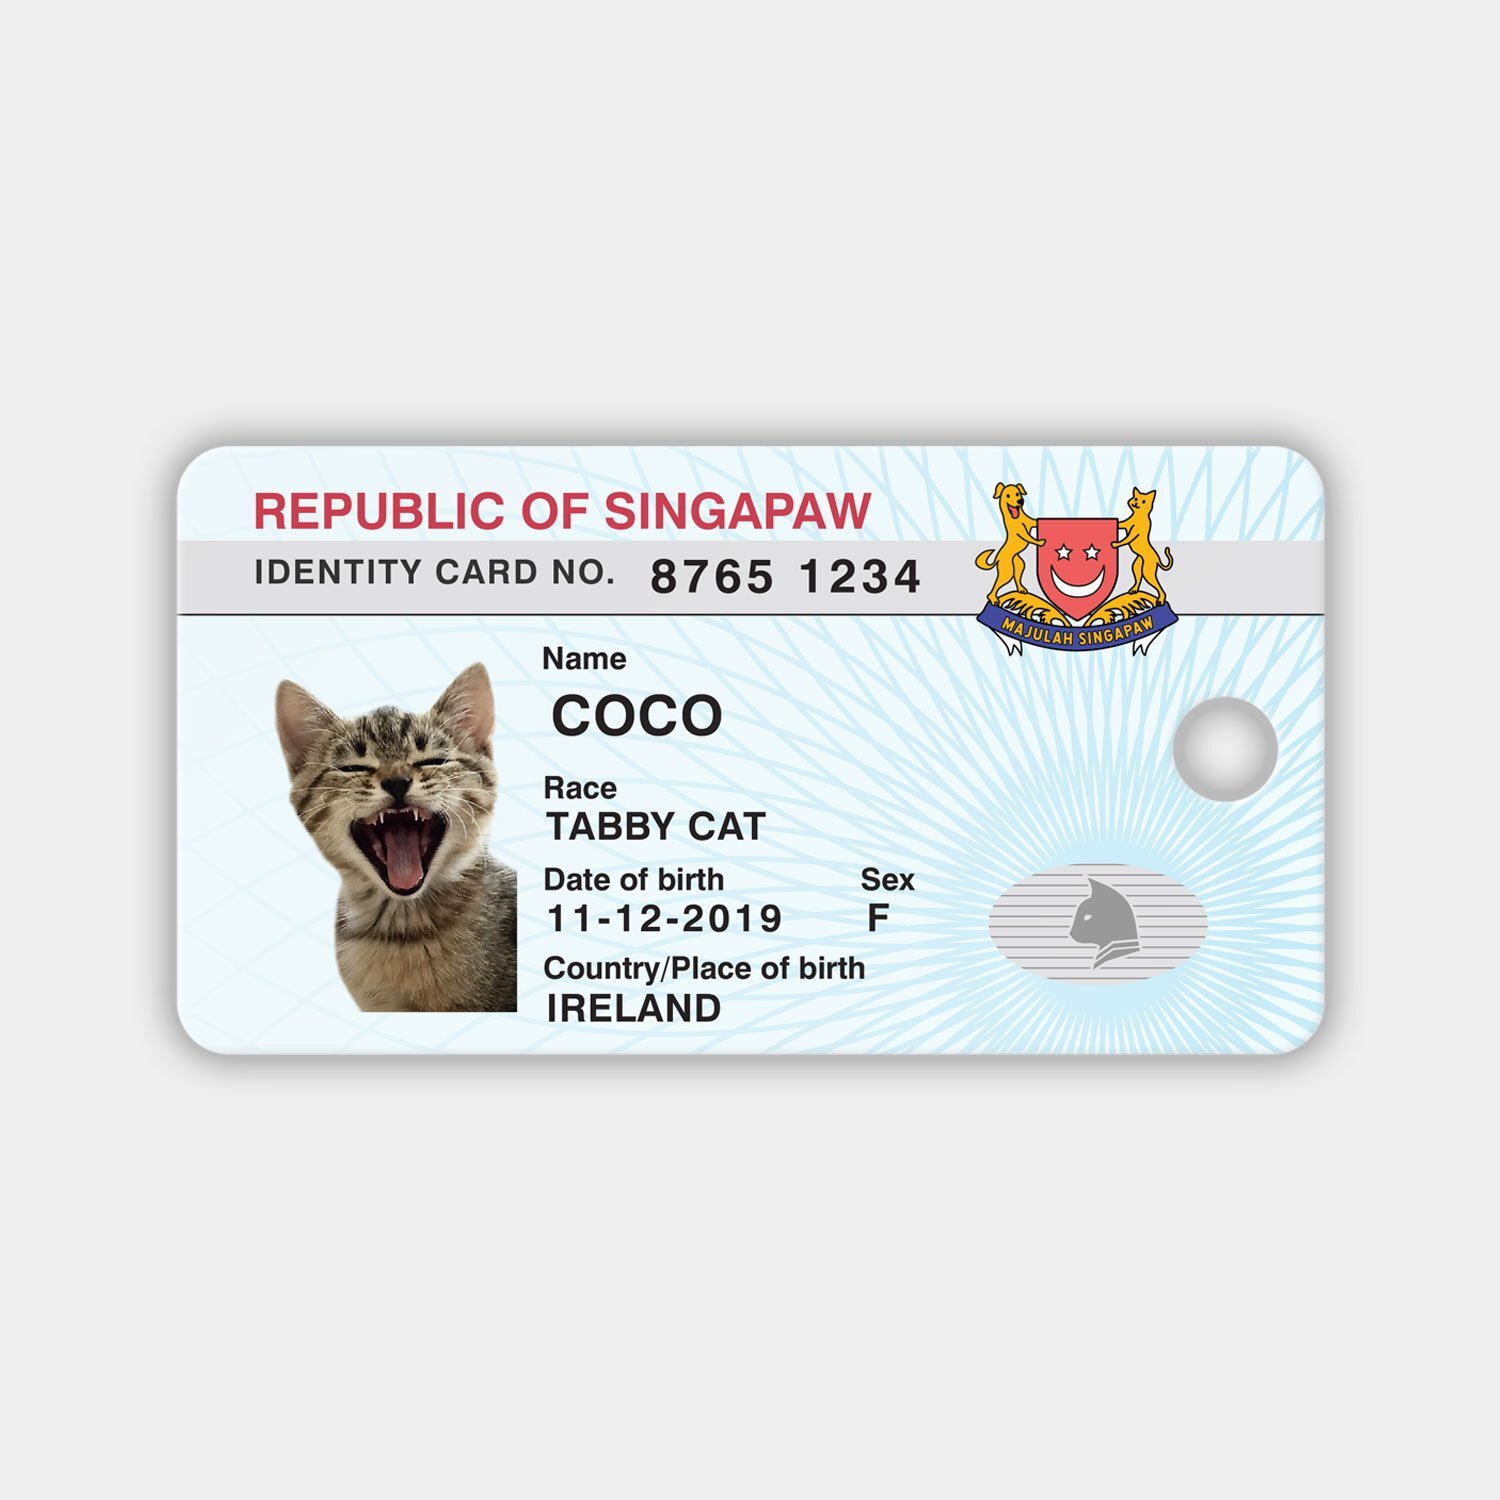 REPUBLIC OF SINGAPAW
IDENTITY CARD NO. 8765 1234
MAJULAH SINGAPAW
Name
COCO
Race
TABBY CAT
Date of birth Sex
11-12-2019 F
Country/Place of birth
IRELAND